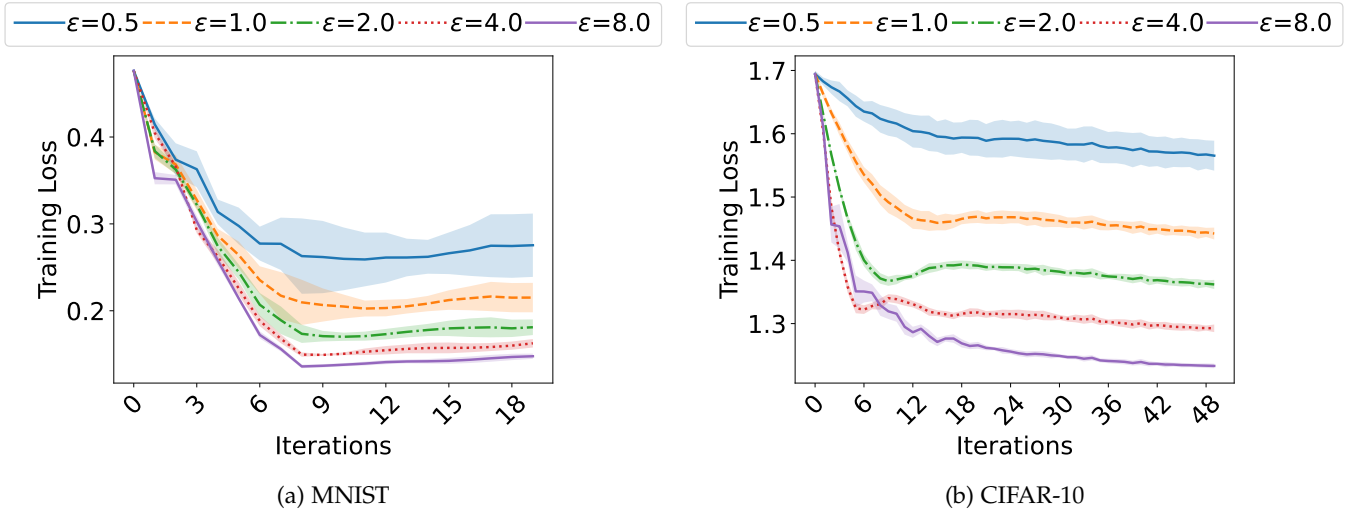 ε=0.5 ε=1.0 ε=2.0 ε=4.0 ε=8.0
Training Loss
0.4
0.3
0.2
0 3 6 9 12 15 18
Iterations
(a) MNIST
ε=0.5 ε=1.0 ε=2.0 ε=4.0 ε=8.0
Training Loss
1.7
1.6
1.5
1.4
1.3
0 6 12 18 24 30 36 42 48
Iterations
(b) CIFAR-10